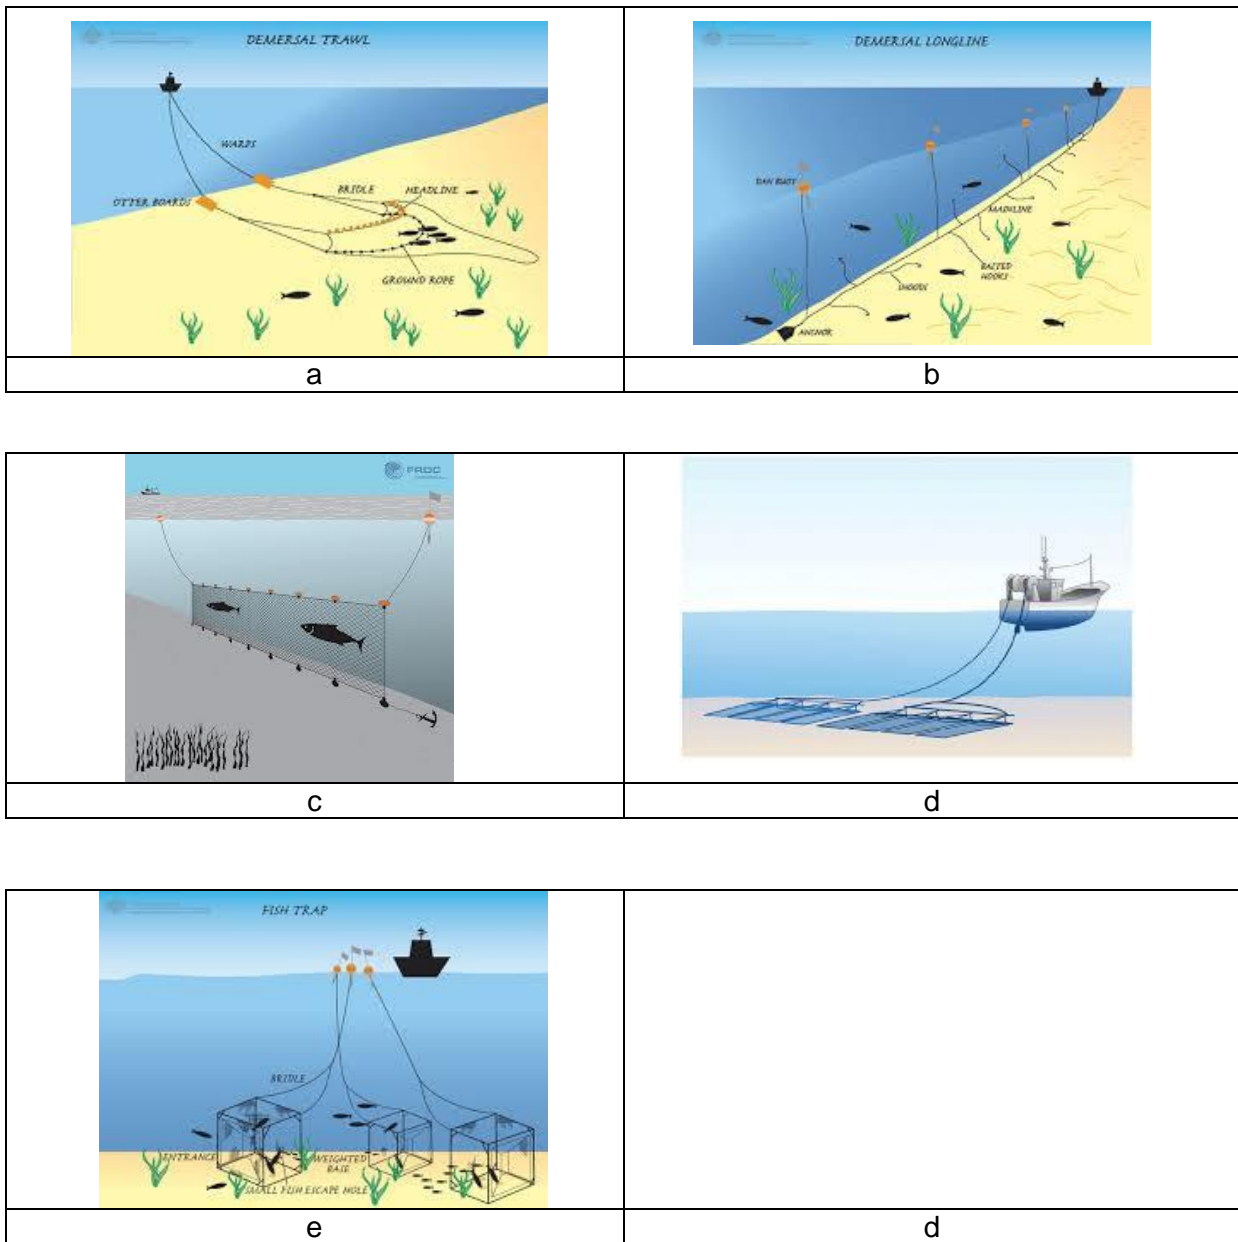 DEMERSAL TRAWL
WARPS
OTTER BOARDS
BRIDLE
HEADLINE
GROUND ROPE
a
DEMERSAL LONGLINE
DAN BUOY
MAINLINE
BAITED HOOKS
SNOODS
ANCHOR
b
FRDC
c
d
FISH TRAP
BRIDLE
ENTRANCE
WEIGHTED BASE
SMALL FISH ESCAPE HOLE
e
d